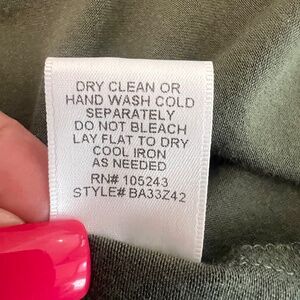 DRY CLEAN OR
HAND WASH COLD
SEPARATELY
DO NOT BLEACH
LAY FLAT TO DRY
COOL IRON
AS NEEDED
RN# 105243
STYLE# BA33Z42